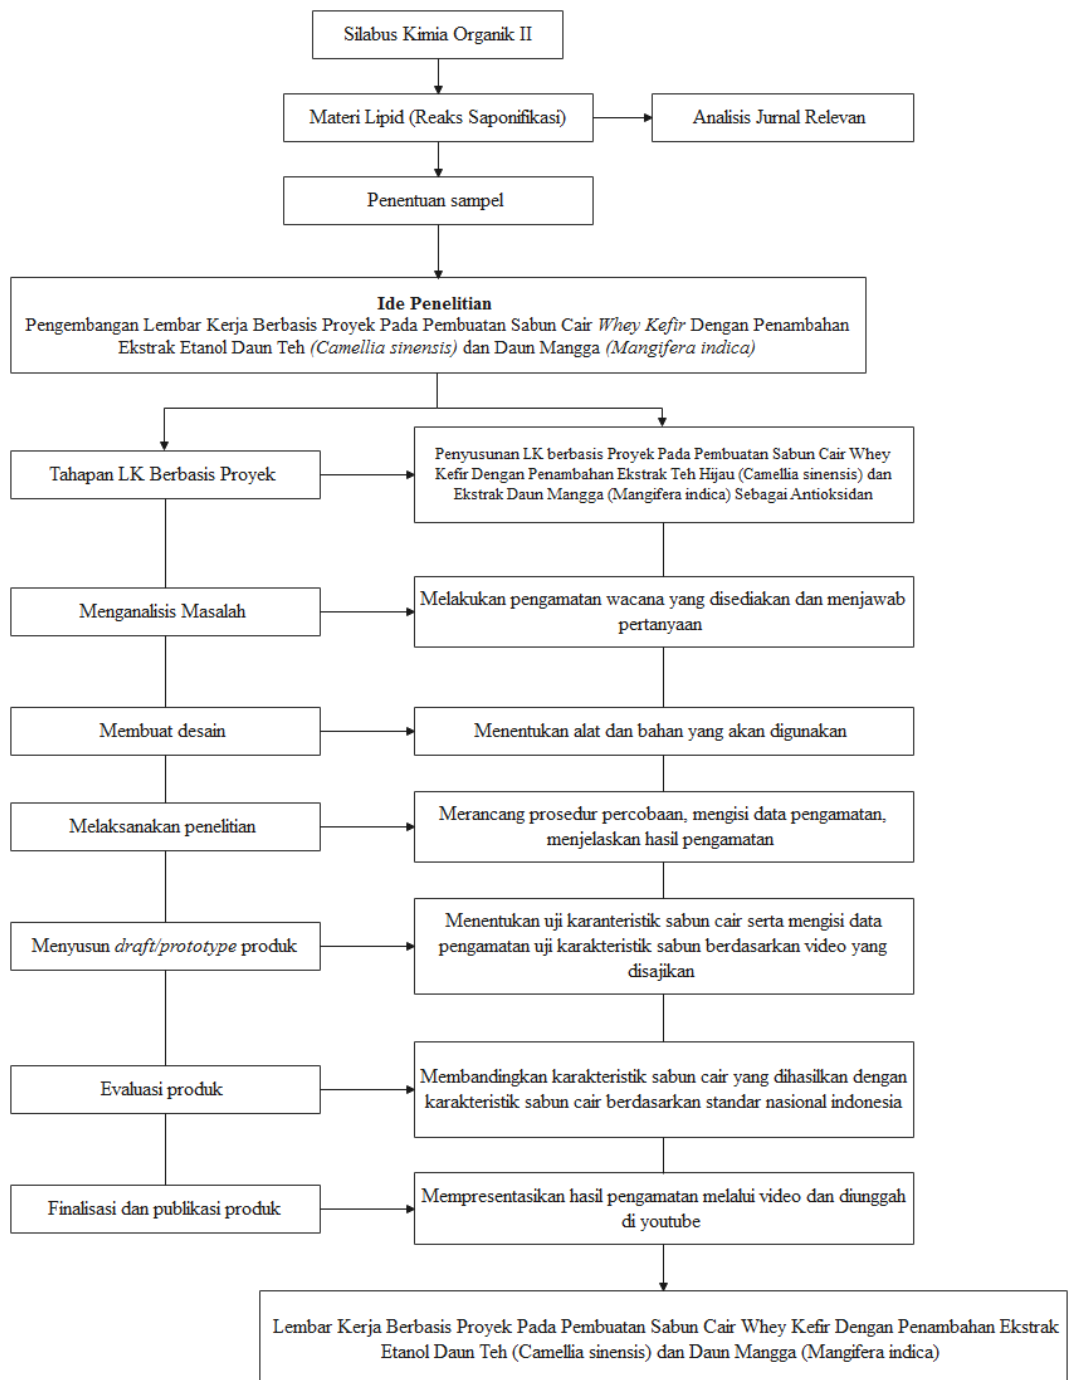 Silabus Kimia Organik II
Materi Lipid (Reaks Saponifikasi)
Analisis Jurnal Relevan
Penentuan sampel
Ide Penelitian
Pengembangan Lembar Kerja Berbasis Proyek Pada Pembuatan Sabun Cair Whey Kefir Dengan Penambahan
Ekstrak Etanol Daun Teh (Camellia sinensis) dan Daun Mangga (Mangifera indica)
Tahapan LK Berbasis Proyek
Penyusunan LK berbasis Proyek Pada Pembuatan Sabun Cair Whey
Kefir Dengan Penambahan Ekstrak Teh Hijau (Camellia sinensis) dan
Ekstrak Daun Mangga (Mangifera indica) Sebagai Antioksidan
Menganalisis Masalah
Melakukan pengamatan wacana yang disediakan dan menjawab
pertanyaan
Membuat desain
Menentukan alat dan bahan yang akan digunakan
Melaksanakan penelitian
Merancang prosedur percobaan, mengisi data pengamatan,
menjelaskan hasil pengamatan
Menyusun draft/prototype produk
Menentukan uji karanteristik sabun cair serta mengisi data
pengamatan uji karakteristik sabun berdasarkan video yang
disajikan
Evaluasi produk
Membandingkan karakteristik sabun cair yang dihasilkan dengan
karakteristik sabun cair berdasarkan standar nasional indonesia
Finalisasi dan publikasi produk
Mempresentasikan hasil pengamatan melalui video dan diunggah
di youtube
Lembar Kerja Berbasis Proyek Pada Pembuatan Sabun Cair Whey Kefir Dengan Penambahan Ekstrak
Etanol Daun Teh (Camellia sinensis) dan Daun Mangga (Mangifera indica)